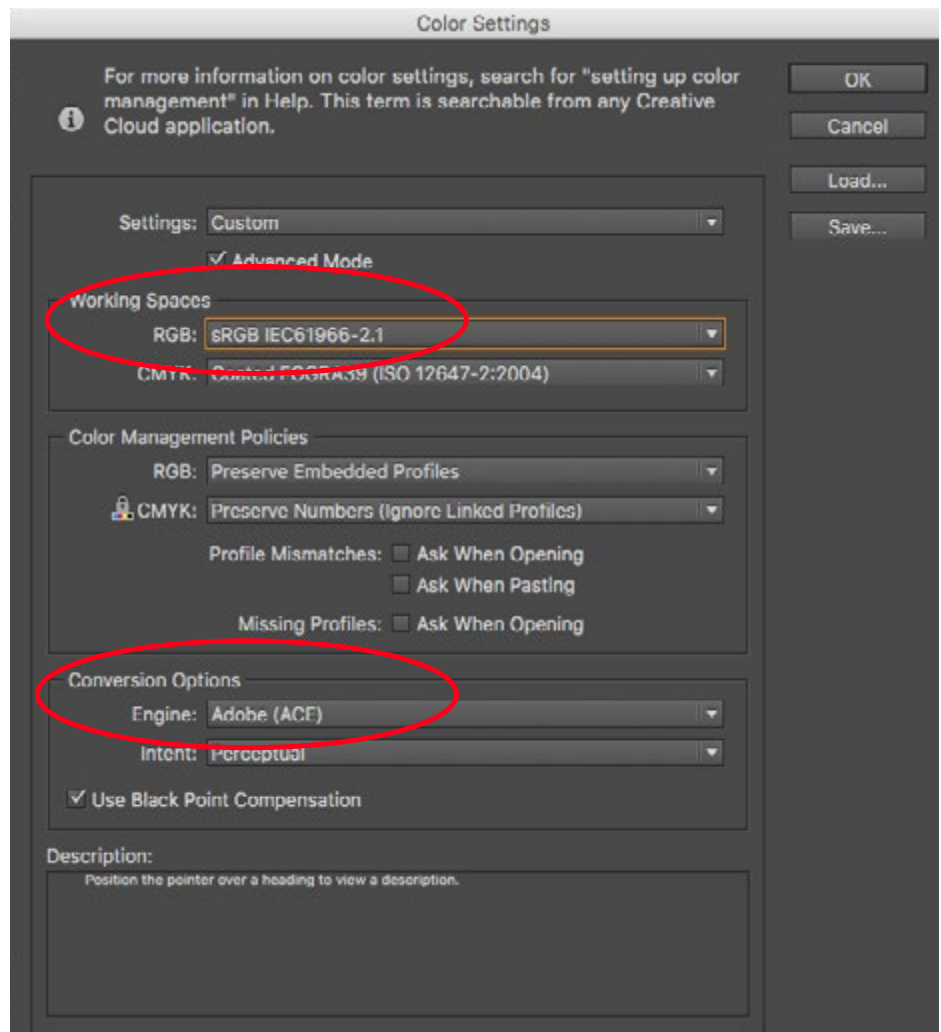 Color Settings
For more information on color settings, search for "setting up color
management" in Help. This term is searchable from any Creative
Cloud application.
OK
Cancel
Load...
Save...
Settings: Custom
Advanced Mode
Working Spaces
RGB: sRGB IEC61966-2.1
CMYK: Coated FOGRA39 (ISO 12647-2:2004)
Color Management Policies
RGB: Preserve Embedded Profiles
CMYK: Preserve Numbers (Ignore Linked Profiles)
Profile Mismatches: Ask When Opening
Ask When Pasting
Missing Profiles: Ask When Opening
Conversion Options
Engine: Adobe (ACE)
Intent: Perceptual
Use Black Point Compensation
Description:
Position the pointer over a heading to view a description.